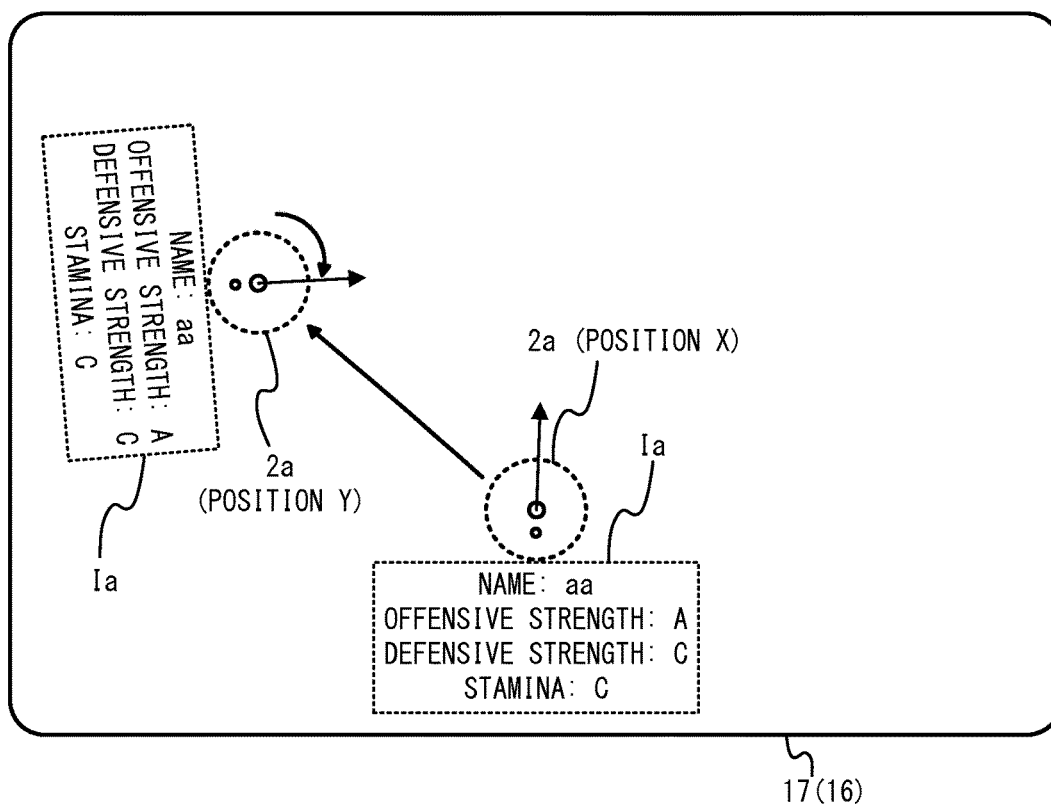 NAME: aa
OFFENSIVE STRENGTH: A
DEFENSIVE STRENGTH: C
STAMINA: C
2a (POSITION X)
Ia
2a
(POSITION Y)
Ia
NAME: aa
OFFENSIVE STRENGTH: A
DEFENSIVE STRENGTH: C
STAMINA: C
17(16)